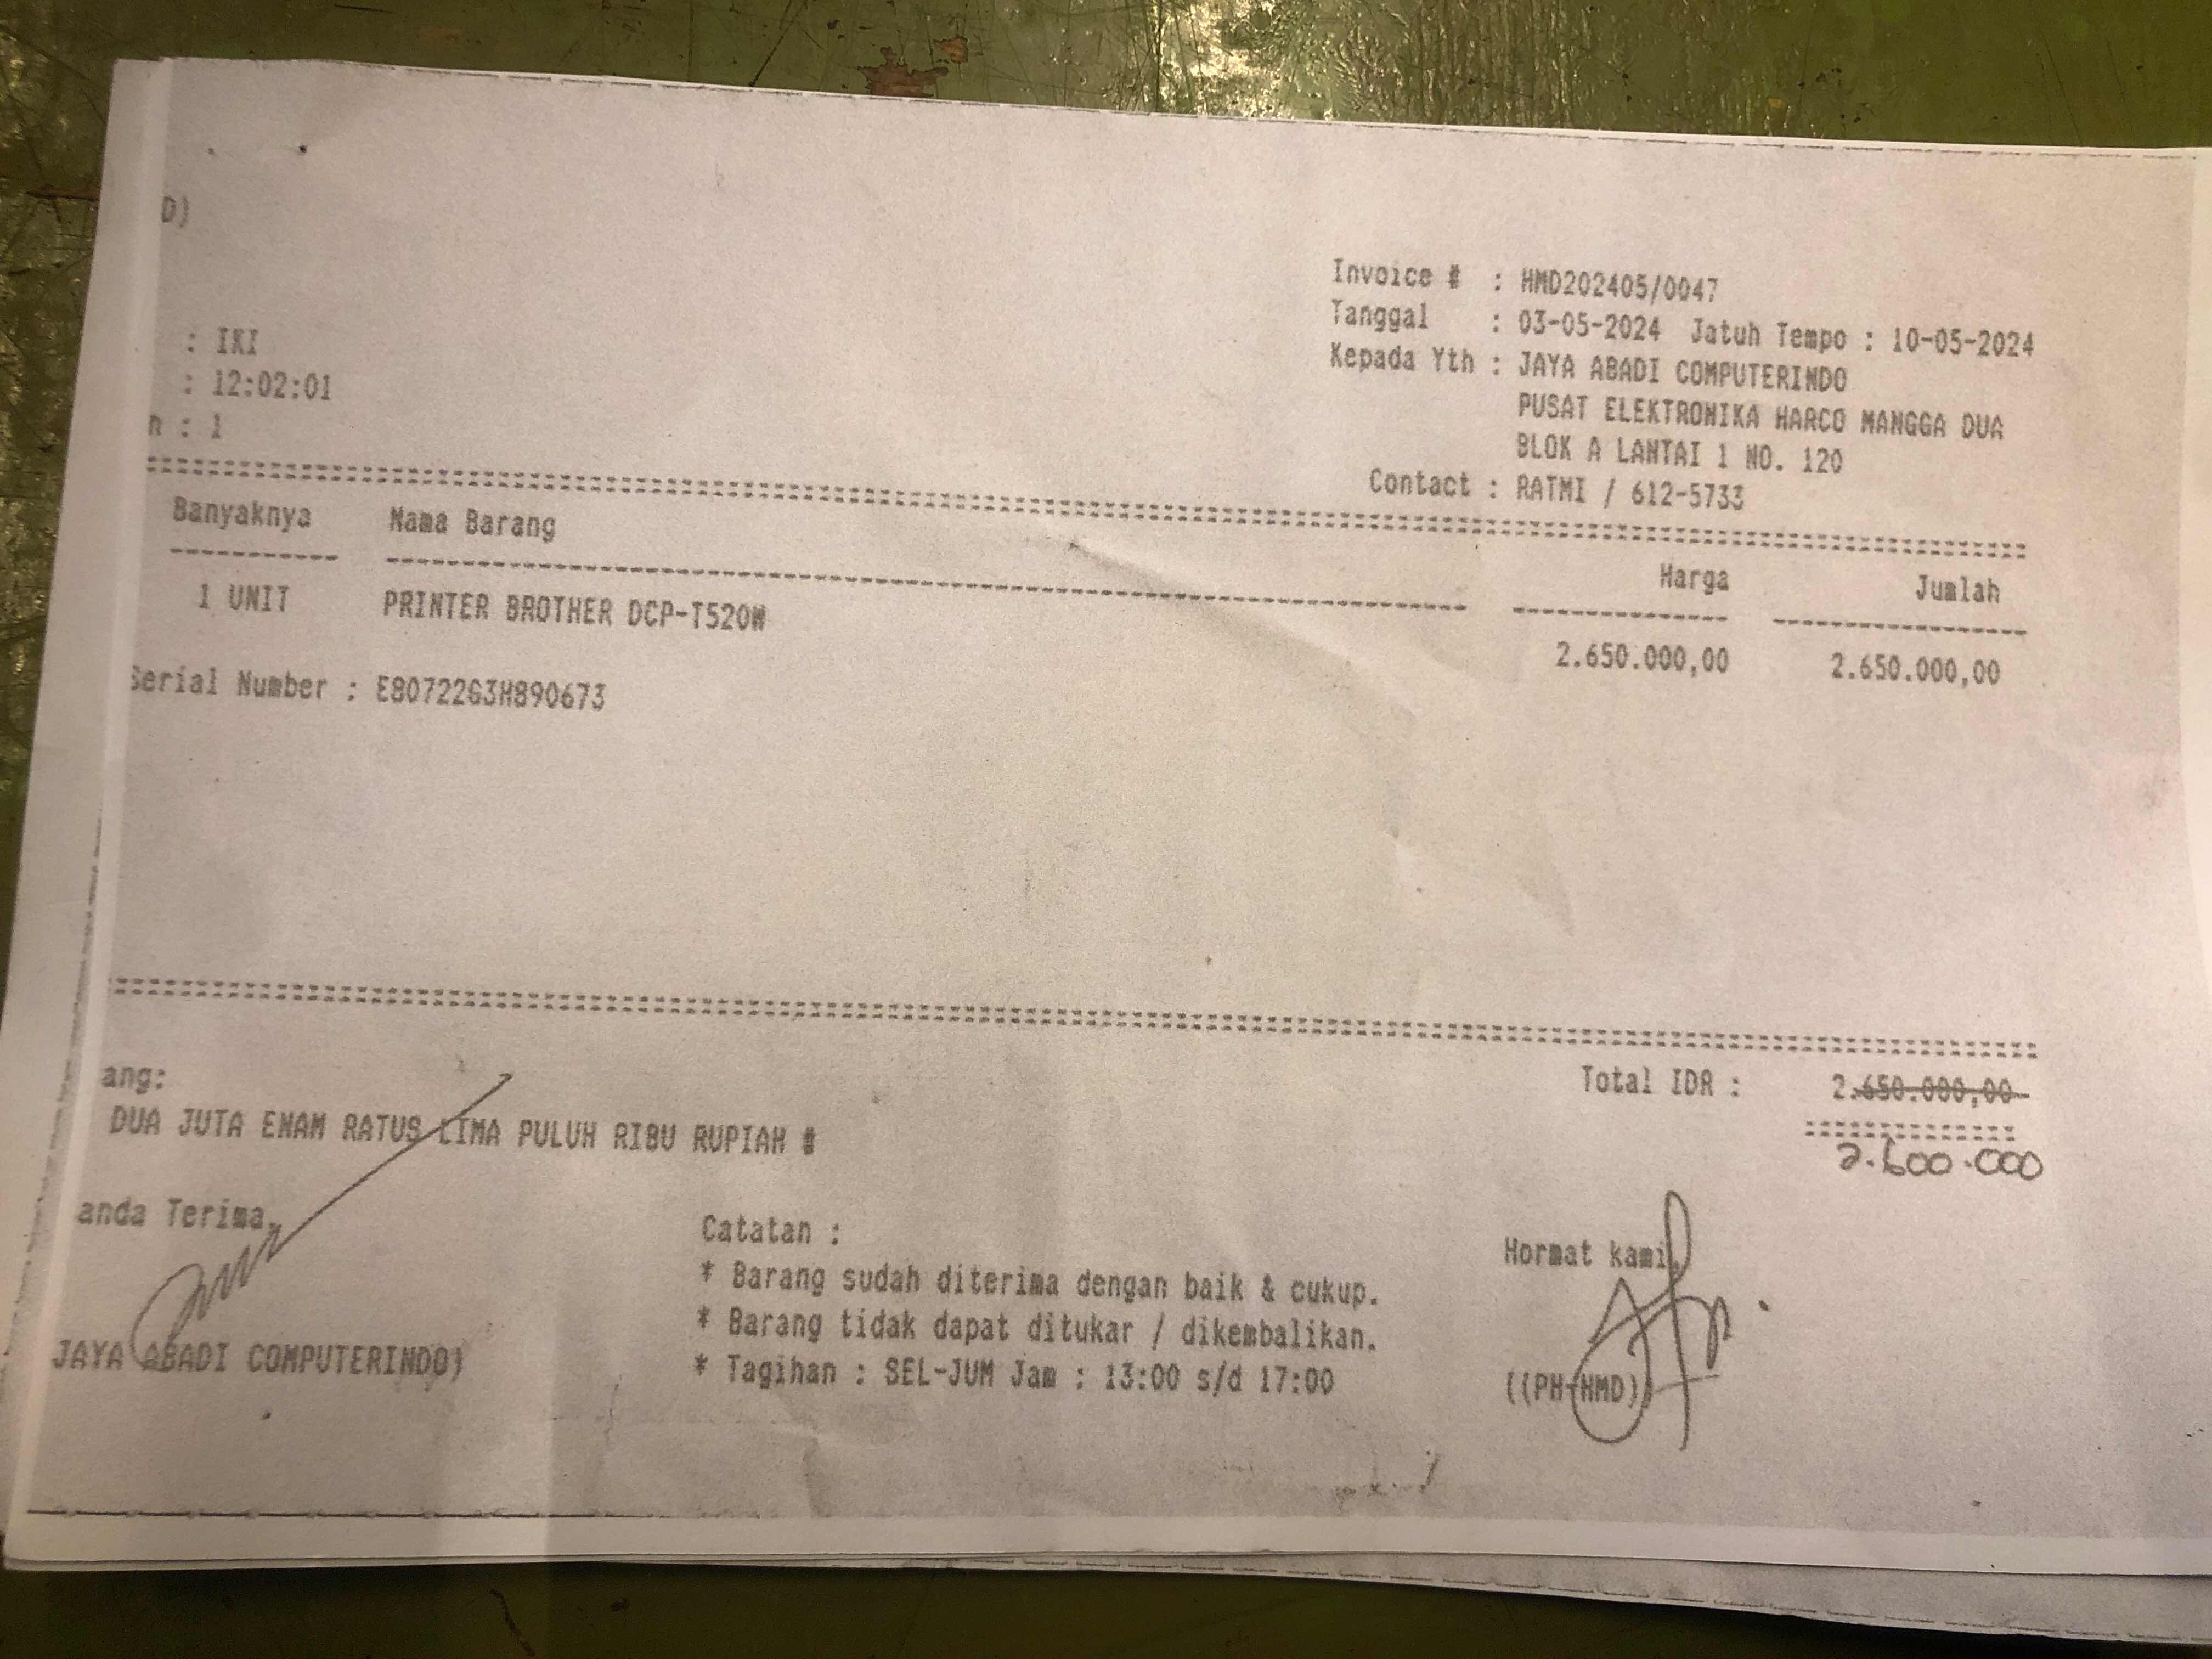 D)
Invoice # : HMD202405/0047
Tanggal : 03-05-2024 Jatuh Tempo : 10-05-2024
: IKI
Kepada Yth : JAYA ABADI COMPUTERINDO
: 12:02:01
PUSAT ELEKTRONIKA HARCO MANGGA DUA
n : 1
BLOK A LANTAI 1 NO. 120
Contact : RATMI / 612-5733
Banyaknya Nama Barang Harga Jumlah
1 UNIT PRINTER BROTHER DCP-T520W 2.650.000,00 2.650.000,00
Serial Number : E80722G3H890673
ang: Total IDR : 2.650.000,00
DUA JUTA ENAM RATUS LIMA PULUH RIBU RUPIAH #
2.600.000
anda Terima, Catatan : Hormat kami,
* Barang sudah diterima dengan baik & cukup.
* Barang tidak dapat ditukar / dikembalikan.
JAYA ABADI COMPUTERINDO) * Tagihan : SEL-JUM Jam : 13:00 s/d 17:00 ((PH-HMD))